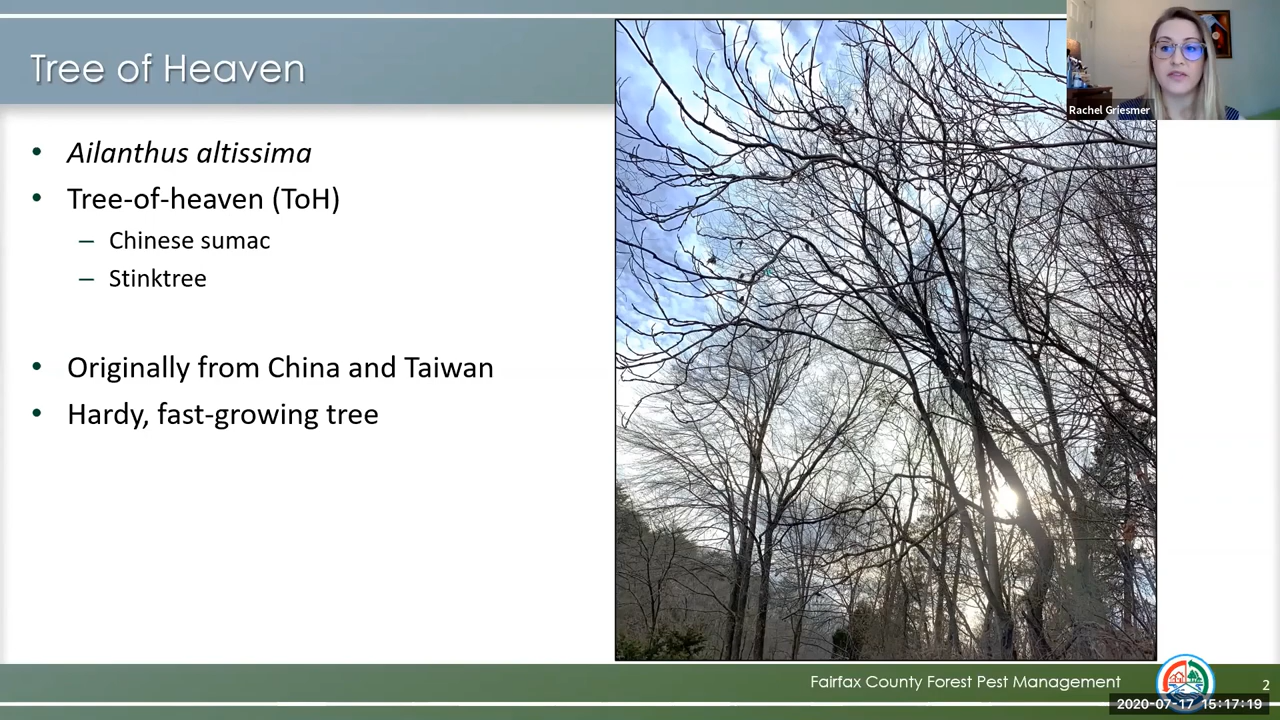 Tree of Heaven
Rachel Griesmer
• Ailanthus altissima
• Tree-of-heaven (ToH)
– Chinese sumac
– Stinktree
• Originally from China and Taiwan
• Hardy, fast-growing tree
Fairfax County Forest Pest Management
2
2020-07-17 15:17:19